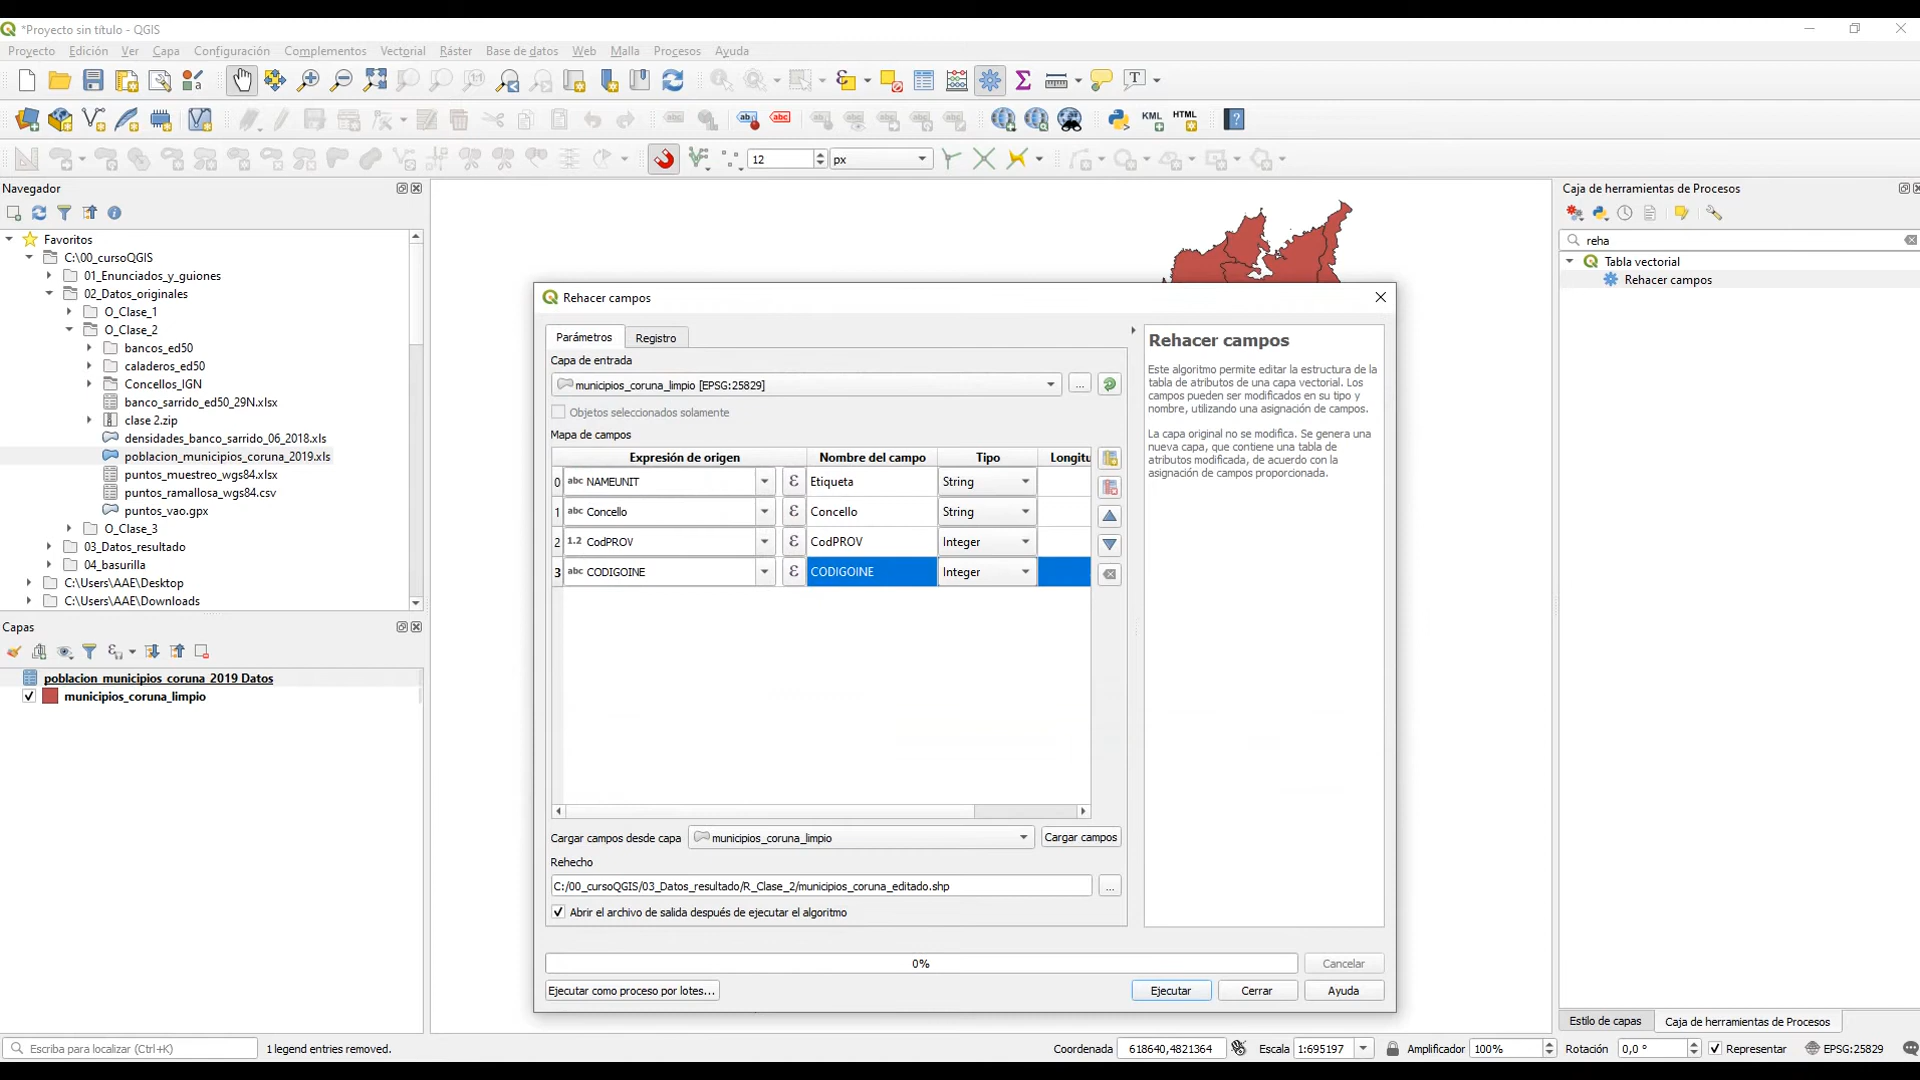 *Proyecto sin título - QGIS
Proyecto Edición Ver Capa Configuración Complementos Vectorial Ráster Base de datos Web Malla Procesos Ayuda
KML HTML
12 px
Navegador
Favoritos
C:\00_cursoQGIS
01_Enunciados_y_guiones
02_Datos_originales
O_Clase_1
O_Clase_2
bancos_ed50
caladeros_ed50
Concellos_IGN
banco_sarrido_ed50_29N.xlsx
clase 2.zip
densidades_banco_sarrido_06_2018.xls
poblacion_municipios_coruna_2019.xls
puntos_muestreo_wgs84.xlsx
puntos_ramallosa_wgs84.csv
puntos_vao.gpx
O_Clase_3
03_Datos_resultado
04_basurilla
C:\Users\AAE\Desktop
C:\Users\AAE\Downloads
Capas
poblacion_municipios_coruna_2019 Datos
municipios_coruna_limpio
Rehacer campos
Parámetros Registro
Capa de entrada
municipios_coruna_limpio [EPSG:25829]
...
Objetos seleccionados solamente
Mapa de campos
Expresión de origen Nombre del campo Tipo Longitu
0 abc NAMEUNIT ε Etiqueta String
1 abc Concello ε Concello String
2 1.2 CodPROV ε CodPROV Integer
3 abc CODIGOINE ε CODIGOINE Integer
Cargar campos desde capa municipios_coruna_limpio Cargar campos
Rehecho
C:/00_cursoQGIS/03_Datos_resultado/R_Clase_2/municipios_coruna_editado.shp ...
Abrir el archivo de salida después de ejecutar el algoritmo
0% Cancelar
Ejecutar como proceso por lotes... Ejecutar Cerrar Ayuda
Rehacer campos
Este algoritmo permite editar la estructura de la
tabla de atributos de una capa vectorial. Los
campos pueden ser modificados en su tipo y
nombre, utilizando una asignación de campos.
La capa original no se modifica. Se genera una
nueva capa, que contiene una tabla de
atributos modificada, de acuerdo con la
asignación de campos proporcionada.
Caja de herramientas de Procesos
reha
Tabla vectorial
Rehacer campos
Estilo de capas Caja de herramientas de Procesos
Escriba para localizar (Ctrl+K) 1 legend entries removed. Coordenada 618640,4821364 Escala 1:695197 Amplificador 100% Rotación 0,0 ° Representar EPSG:25829